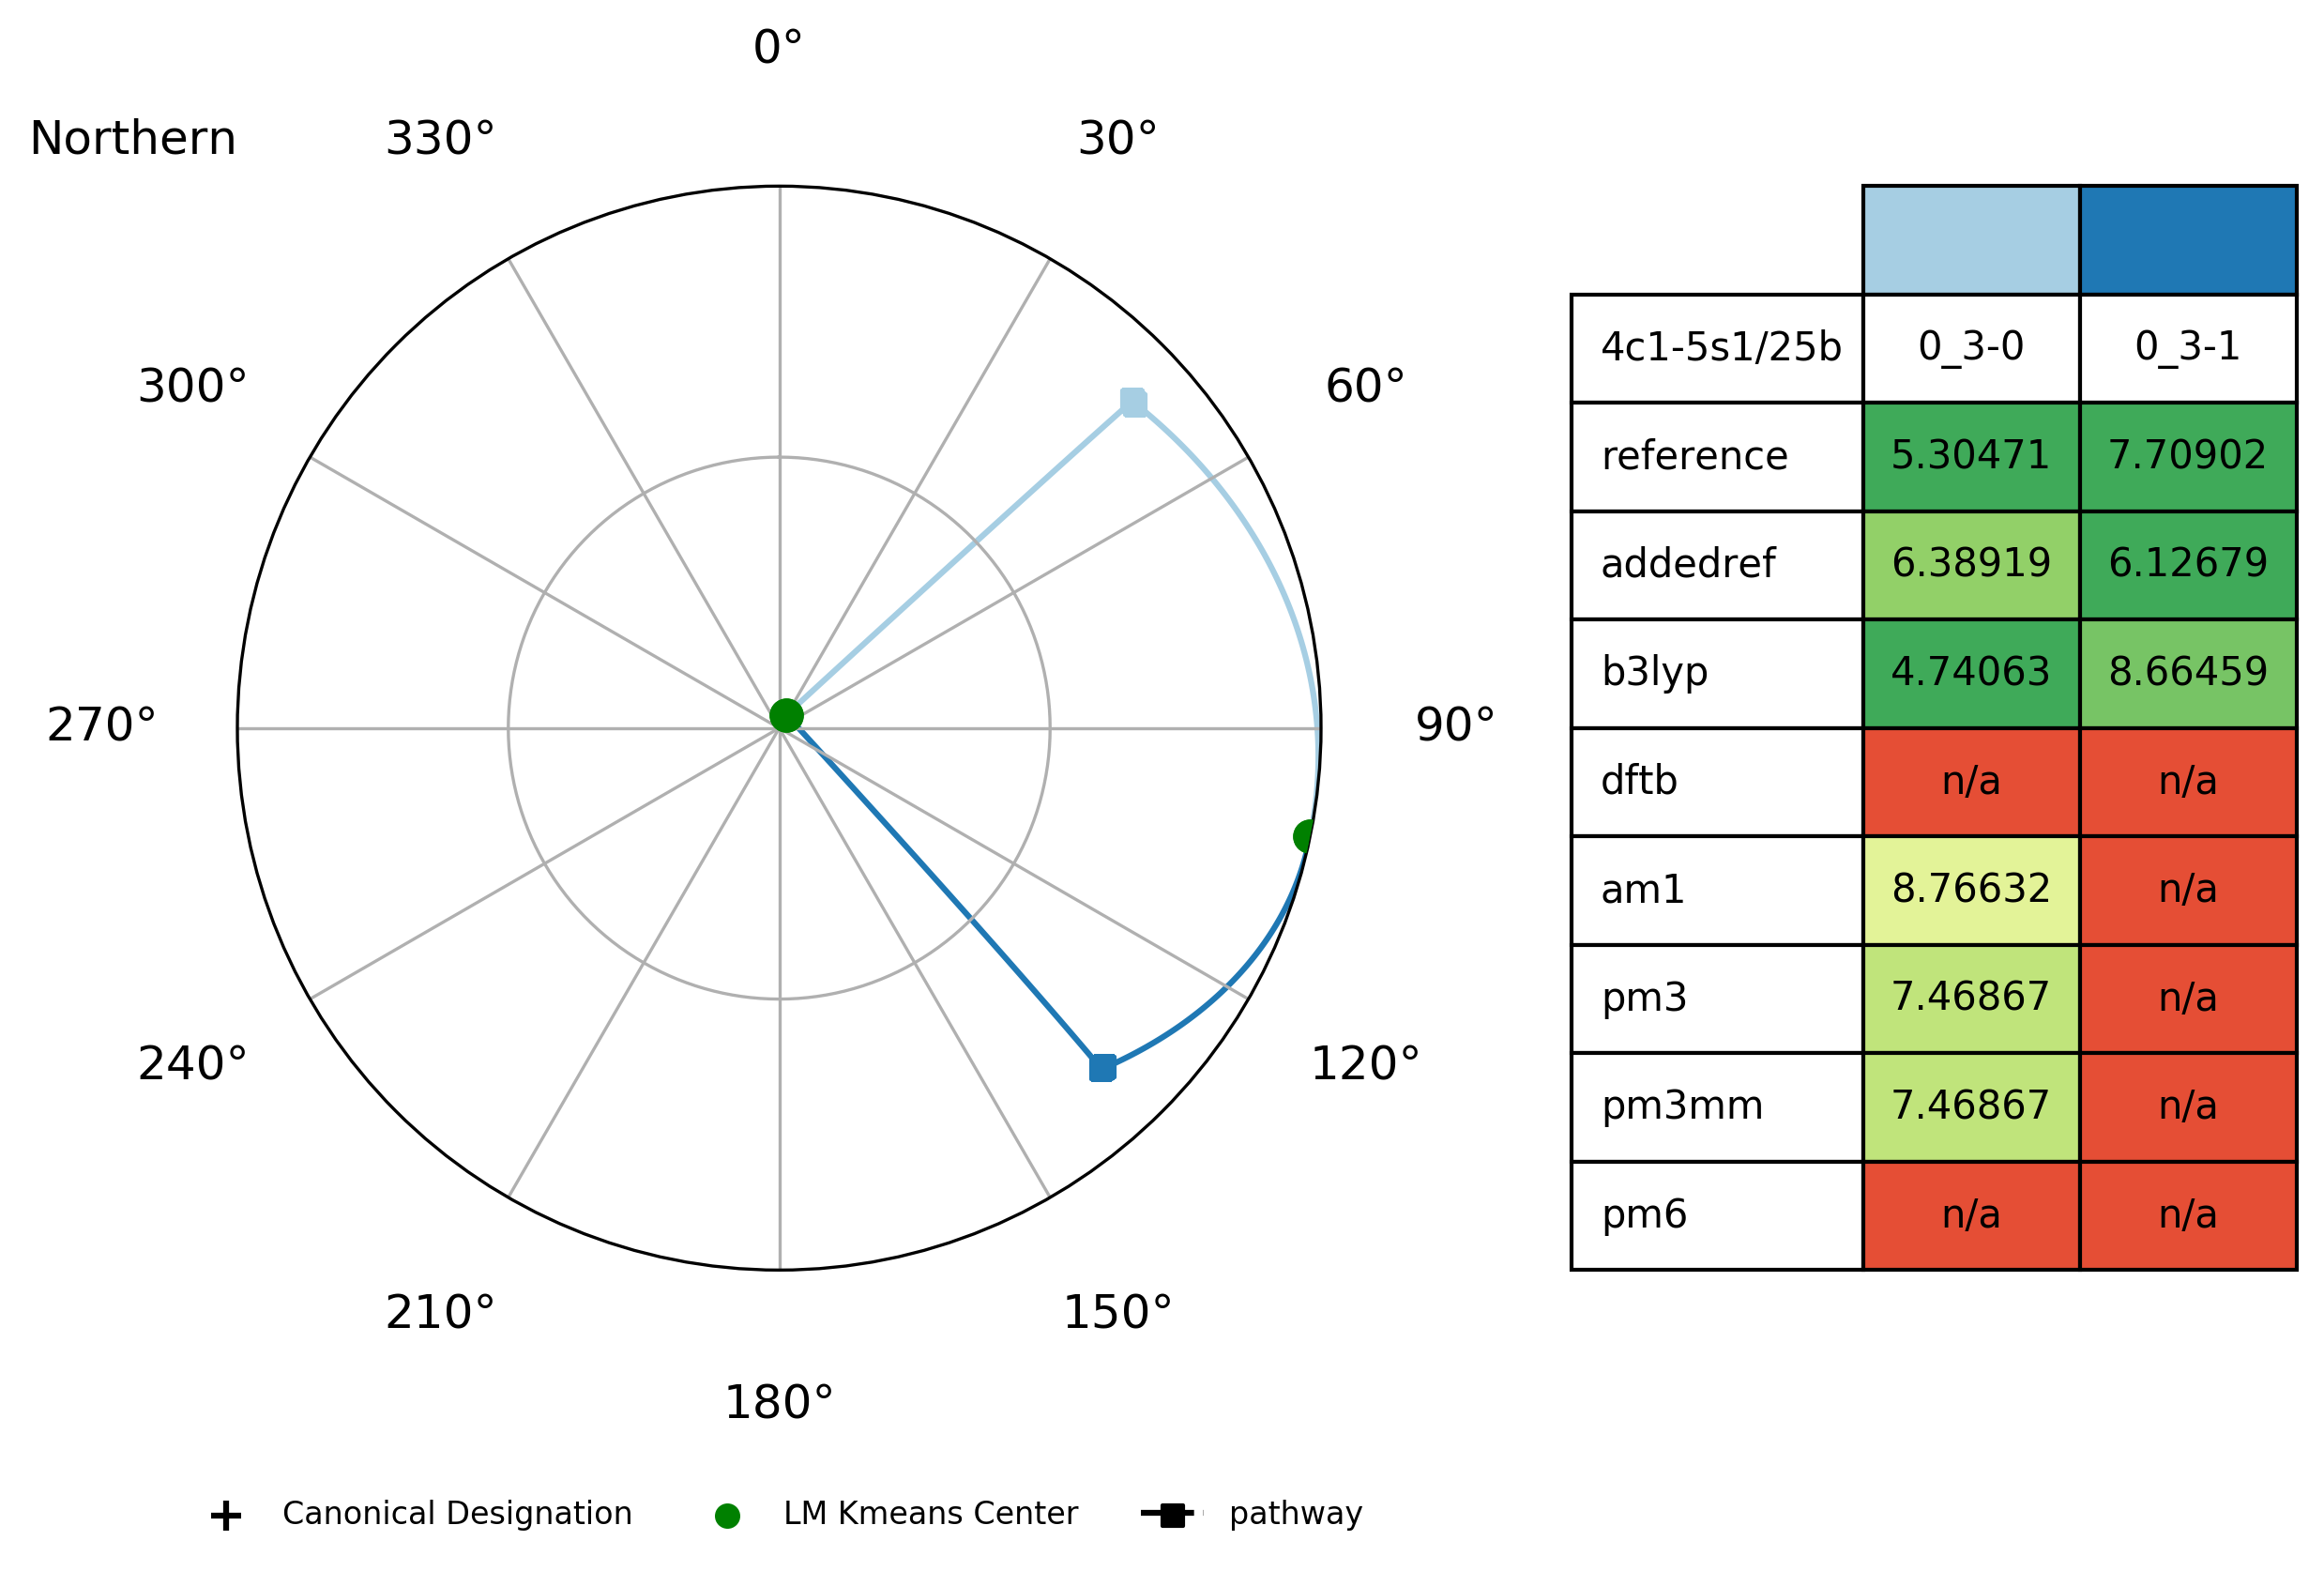 0°
Northern
330°
30°
300°
60°
270°
90°
240°
120°
210°
150°
180°
4c1-5s1/25b 0_3-0 0_3-1
reference 5.30471 7.70902
addedref 6.38919 6.12679
b3lyp 4.74063 8.66459
dftb n/a n/a
am1 8.76632 n/a
pm3 7.46867 n/a
pm3mm 7.46867 n/a
pm6 n/a n/a
Canonical Designation LM Kmeans Center pathway